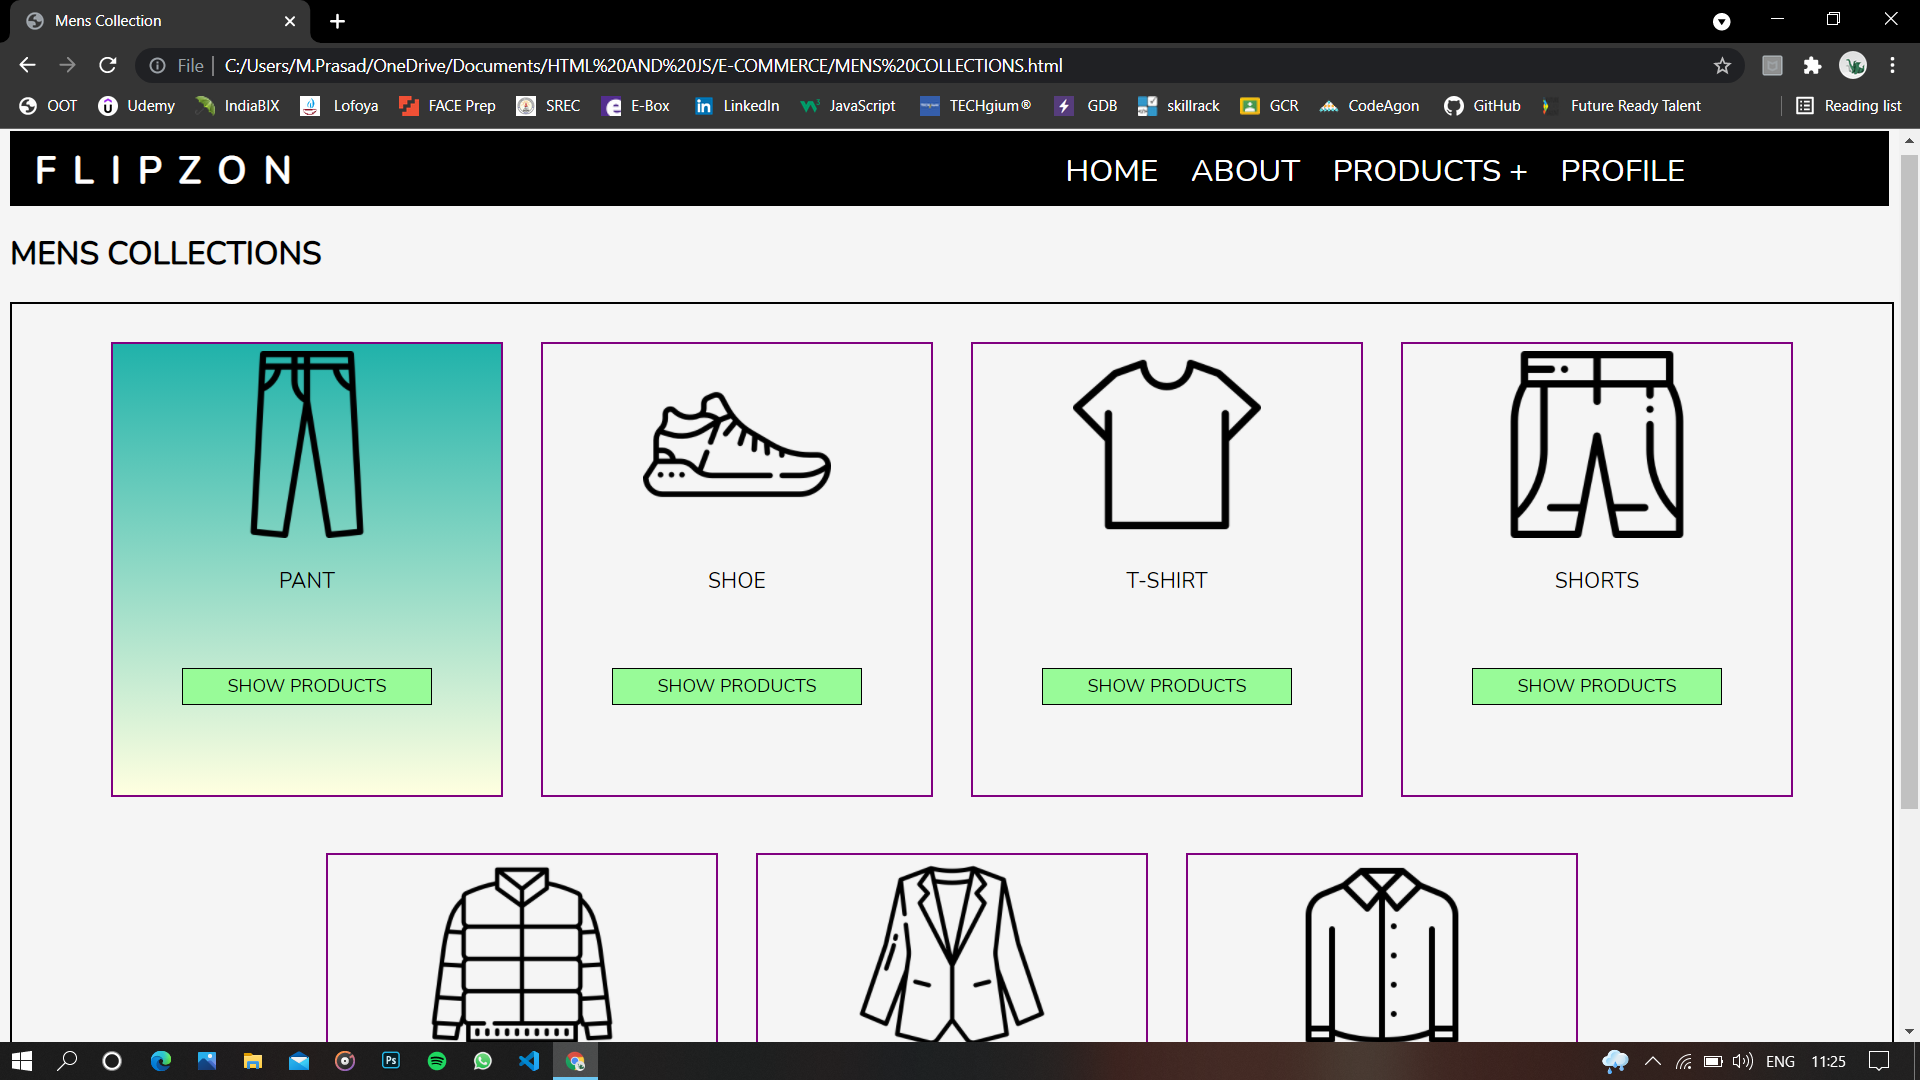 Mens Collection
File | C:/Users/M.Prasad/OneDrive/Documents/HTML%20AND%20JS/E-COMMERCE/MENS%20COLLECTIONS.html
OOT Udemy IndiaBIX Lofoya FACE Prep SREC E-Box LinkedIn JavaScript TECHgium® GDB skillrack GCR CodeAgon GitHub Future Ready Talent Reading list
FLIPZON HOME ABOUT PRODUCTS + PROFILE
MENS COLLECTIONS
PANT SHOE T-SHIRT SHORTS
SHOW PRODUCTS SHOW PRODUCTS SHOW PRODUCTS SHOW PRODUCTS
Ps ENG 11:25